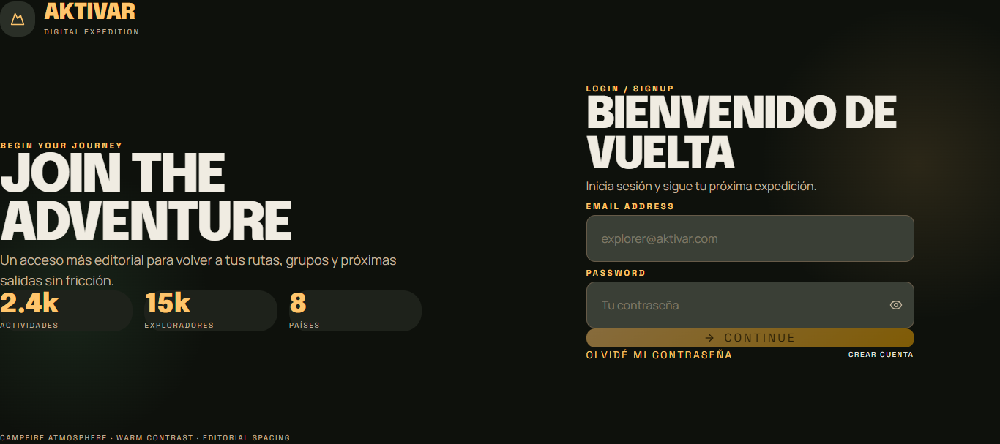 AKTIVAR
DIGITAL EXPEDITION
BEGIN YOUR JOURNEY
JOIN THE
ADVENTURE
Un acceso más editorial para volver a tus rutas, grupos y próximas
salidas sin fricción.
2.4k
ACTIVIDADES
15k
EXPLORADORES
8
PAÍSES
CAMPFIRE ATMOSPHERE · WARM CONTRAST · EDITORIAL SPACING
LOGIN / SIGNUP
BIENVENIDO DE
VUELTA
Inicia sesión y sigue tu próxima expedición.
EMAIL ADDRESS
explorer@aktivar.com
PASSWORD
Tu contraseña
→ CONTINUE
OLVIDÉ MI CONTRASEÑA
CREAR CUENTA